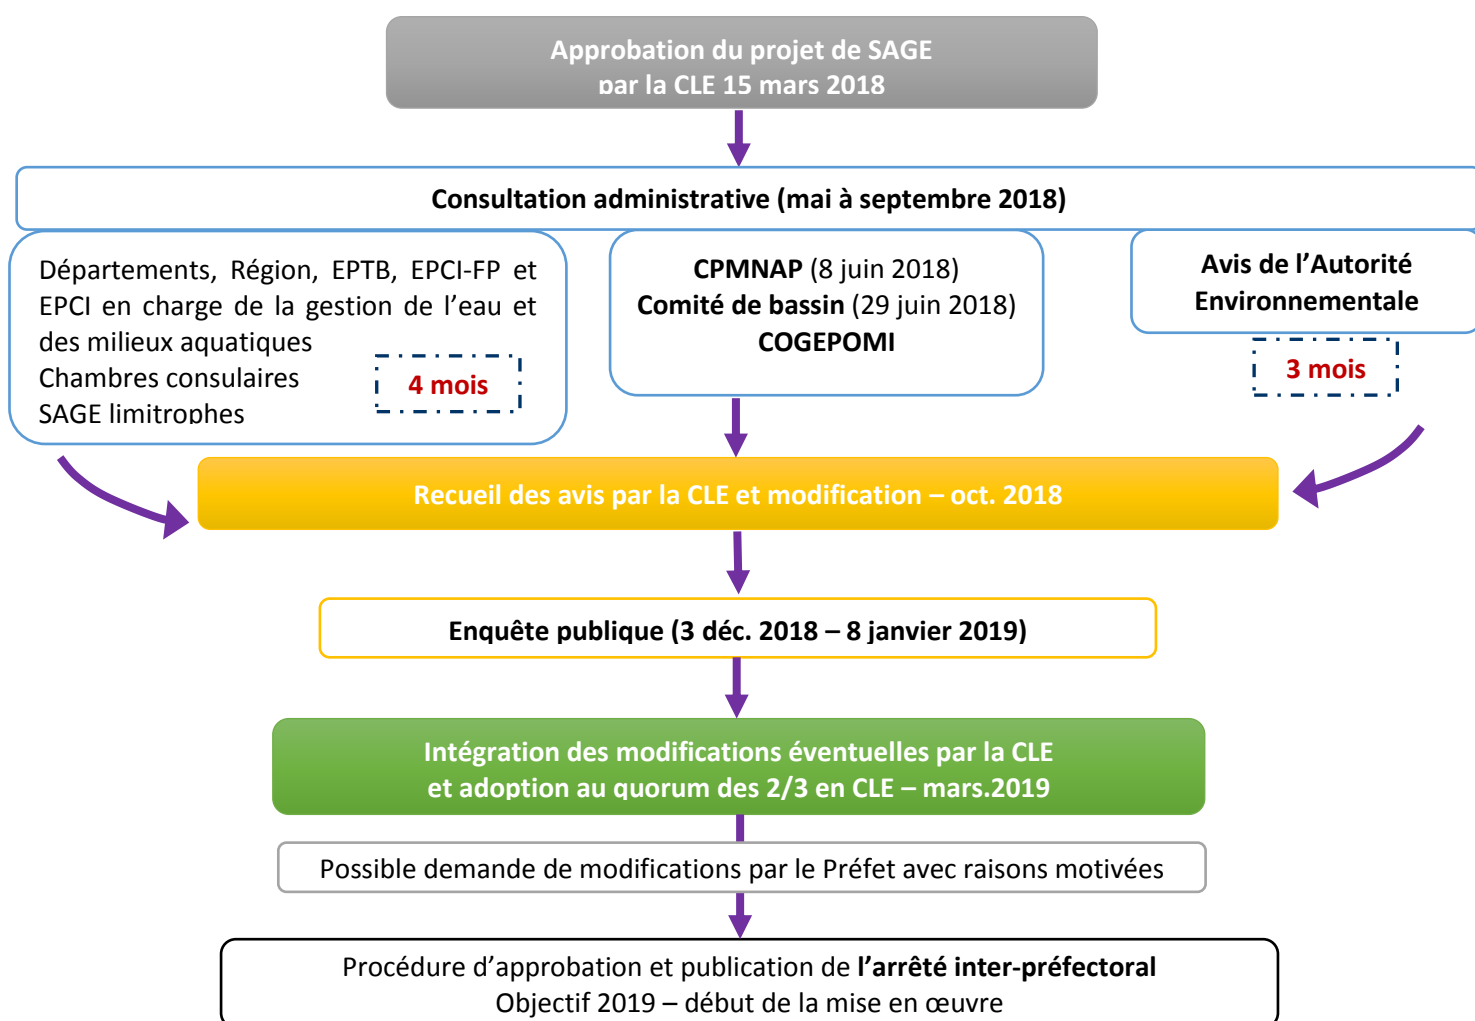 Approbation du projet de SAGE
par la CLE 15 mars 2018
Consultation administrative (mai à septembre 2018)
Départements, Région, EPTB, EPCI-FP et
EPCI en charge de la gestion de l’eau et
des milieux aquatiques
Chambres consulaires
SAGE limitrophes
4 mois
CPMNAP (8 juin 2018)
Comité de bassin (29 juin 2018)
COGEPOMI
Avis de l’Autorité
Environnementale
3 mois
Recueil des avis par la CLE et modification – oct. 2018
Enquête publique (3 déc. 2018 – 8 janvier 2019)
Intégration des modifications éventuelles par la CLE
et adoption au quorum des 2/3 en CLE – mars.2019
Possible demande de modifications par le Préfet avec raisons motivées
Procédure d’approbation et publication de l’arrêté inter-préfectoral
Objectif 2019 – début de la mise en œuvre